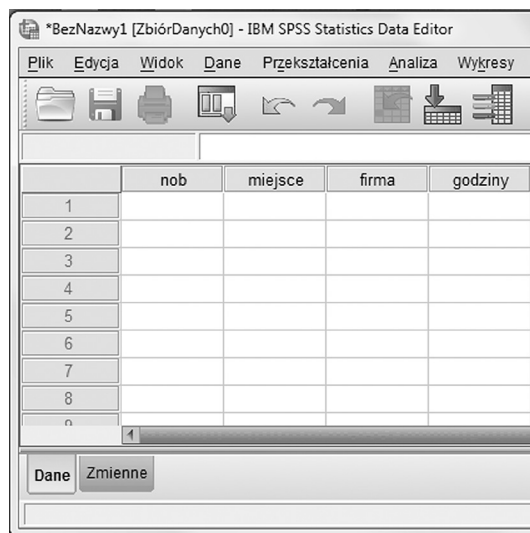 *BezNazwy1 [ZbiórDanych0] - IBM SPSS Statistics Data Editor
Plik Edycja Widok Dane Przekształcenia Analiza Wykresy
nob miejsce firma godziny
1
2
3
4
5
6
7
8
9
Dane Zmienne